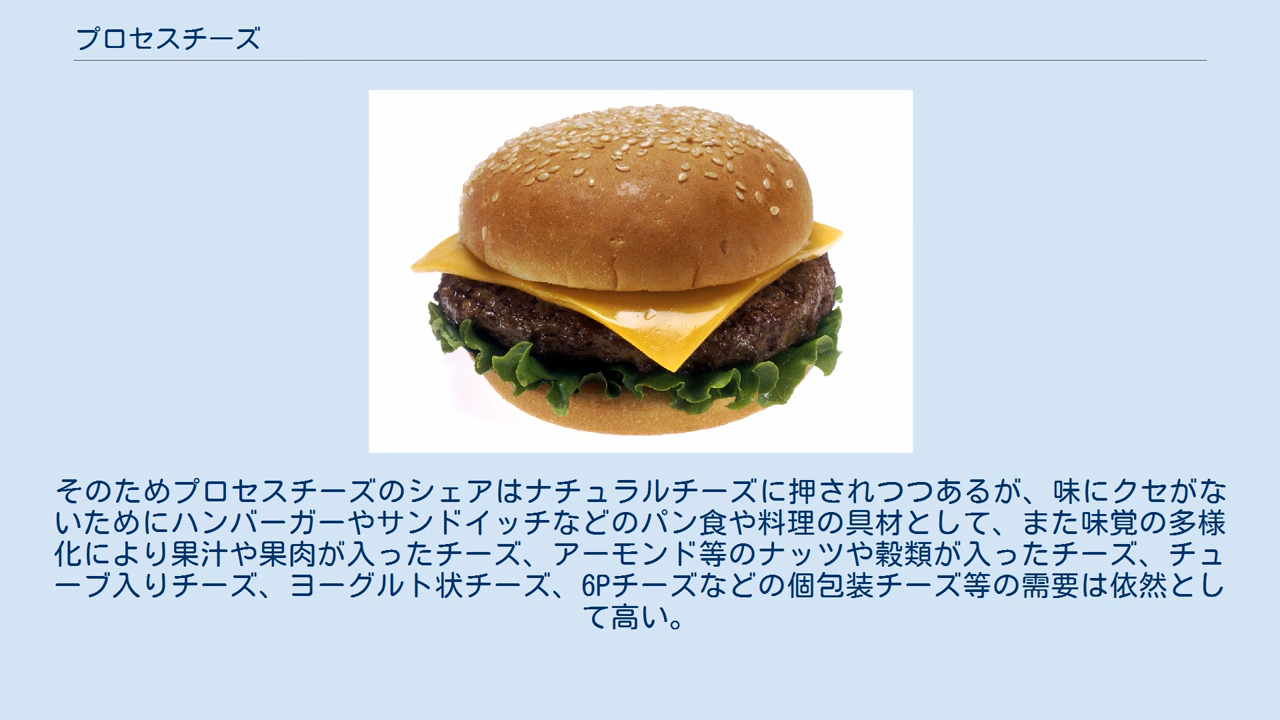 プロセスチーズ
そのためプロセスチーズのシェアはナチュラルチーズに押されつつあるが、味にクセがな
いためにハンバーガーやサンドイッチなどのパン食や料理の具材として、また味覚の多様
化により果汁や果肉が入ったチーズ、アーモンド等のナッツや穀類が入ったチーズ、チュ
ーブ入りチーズ、ヨーグルト状チーズ、6Pチーズなどの個包装チーズ等の需要は依然とし
て高い。